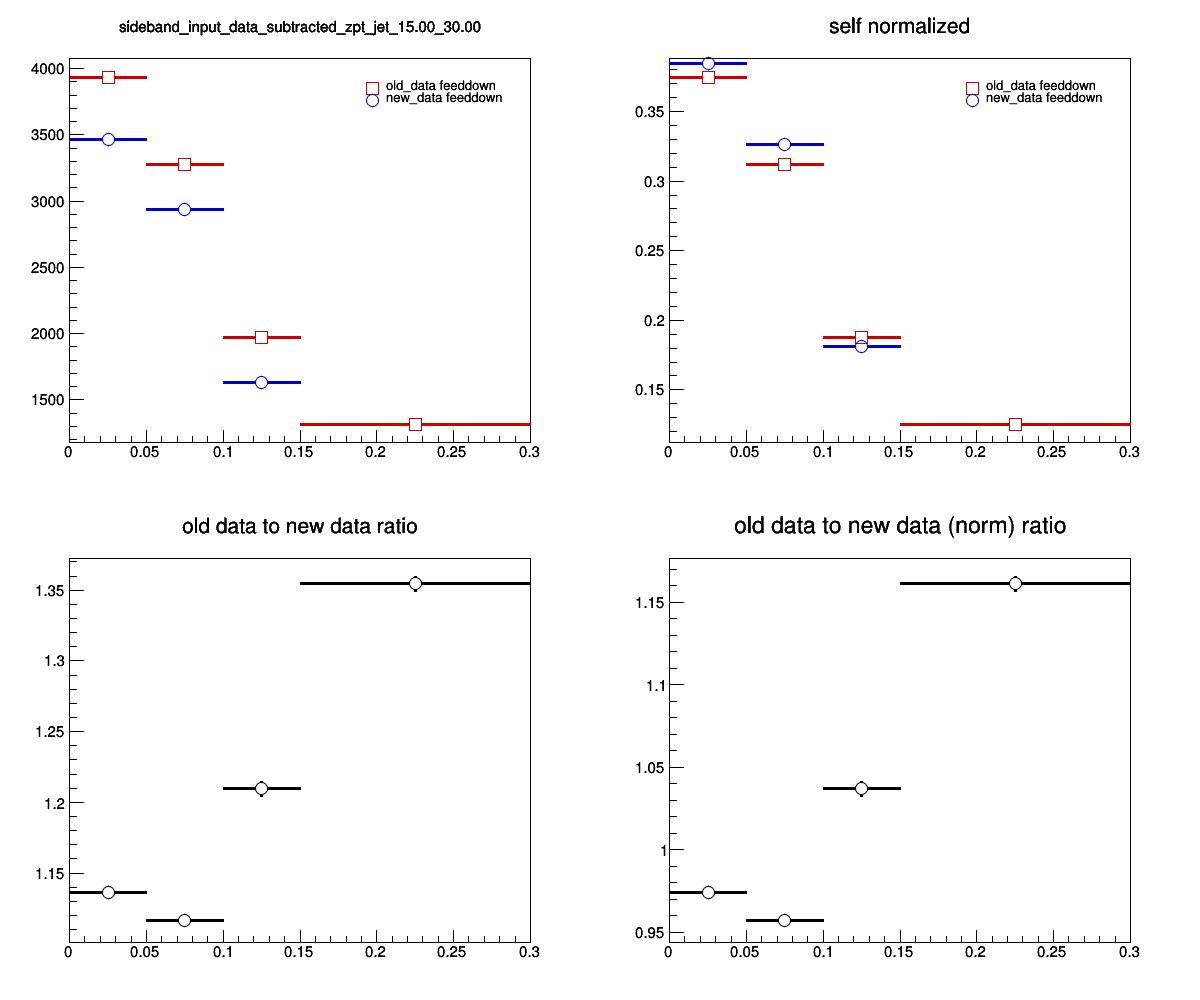 sideband_input_data_subtracted_zpt_jet_15.00_30.00
4000
3500
3000
2500
2000
1500
old_data feeddown
new_data feeddown
0 0.05 0.1 0.15 0.2 0.25 0.3
self normalized
0.35
0.3
0.25
0.2
0.15
old_data feeddown
new_data feeddown
0 0.05 0.1 0.15 0.2 0.25 0.3
old data to new data ratio
1.35
1.3
1.25
1.2
1.15
0 0.05 0.1 0.15 0.2 0.25 0.3
old data to new data (norm) ratio
1.15
1.1
1.05
1
0.95
0 0.05 0.1 0.15 0.2 0.25 0.3